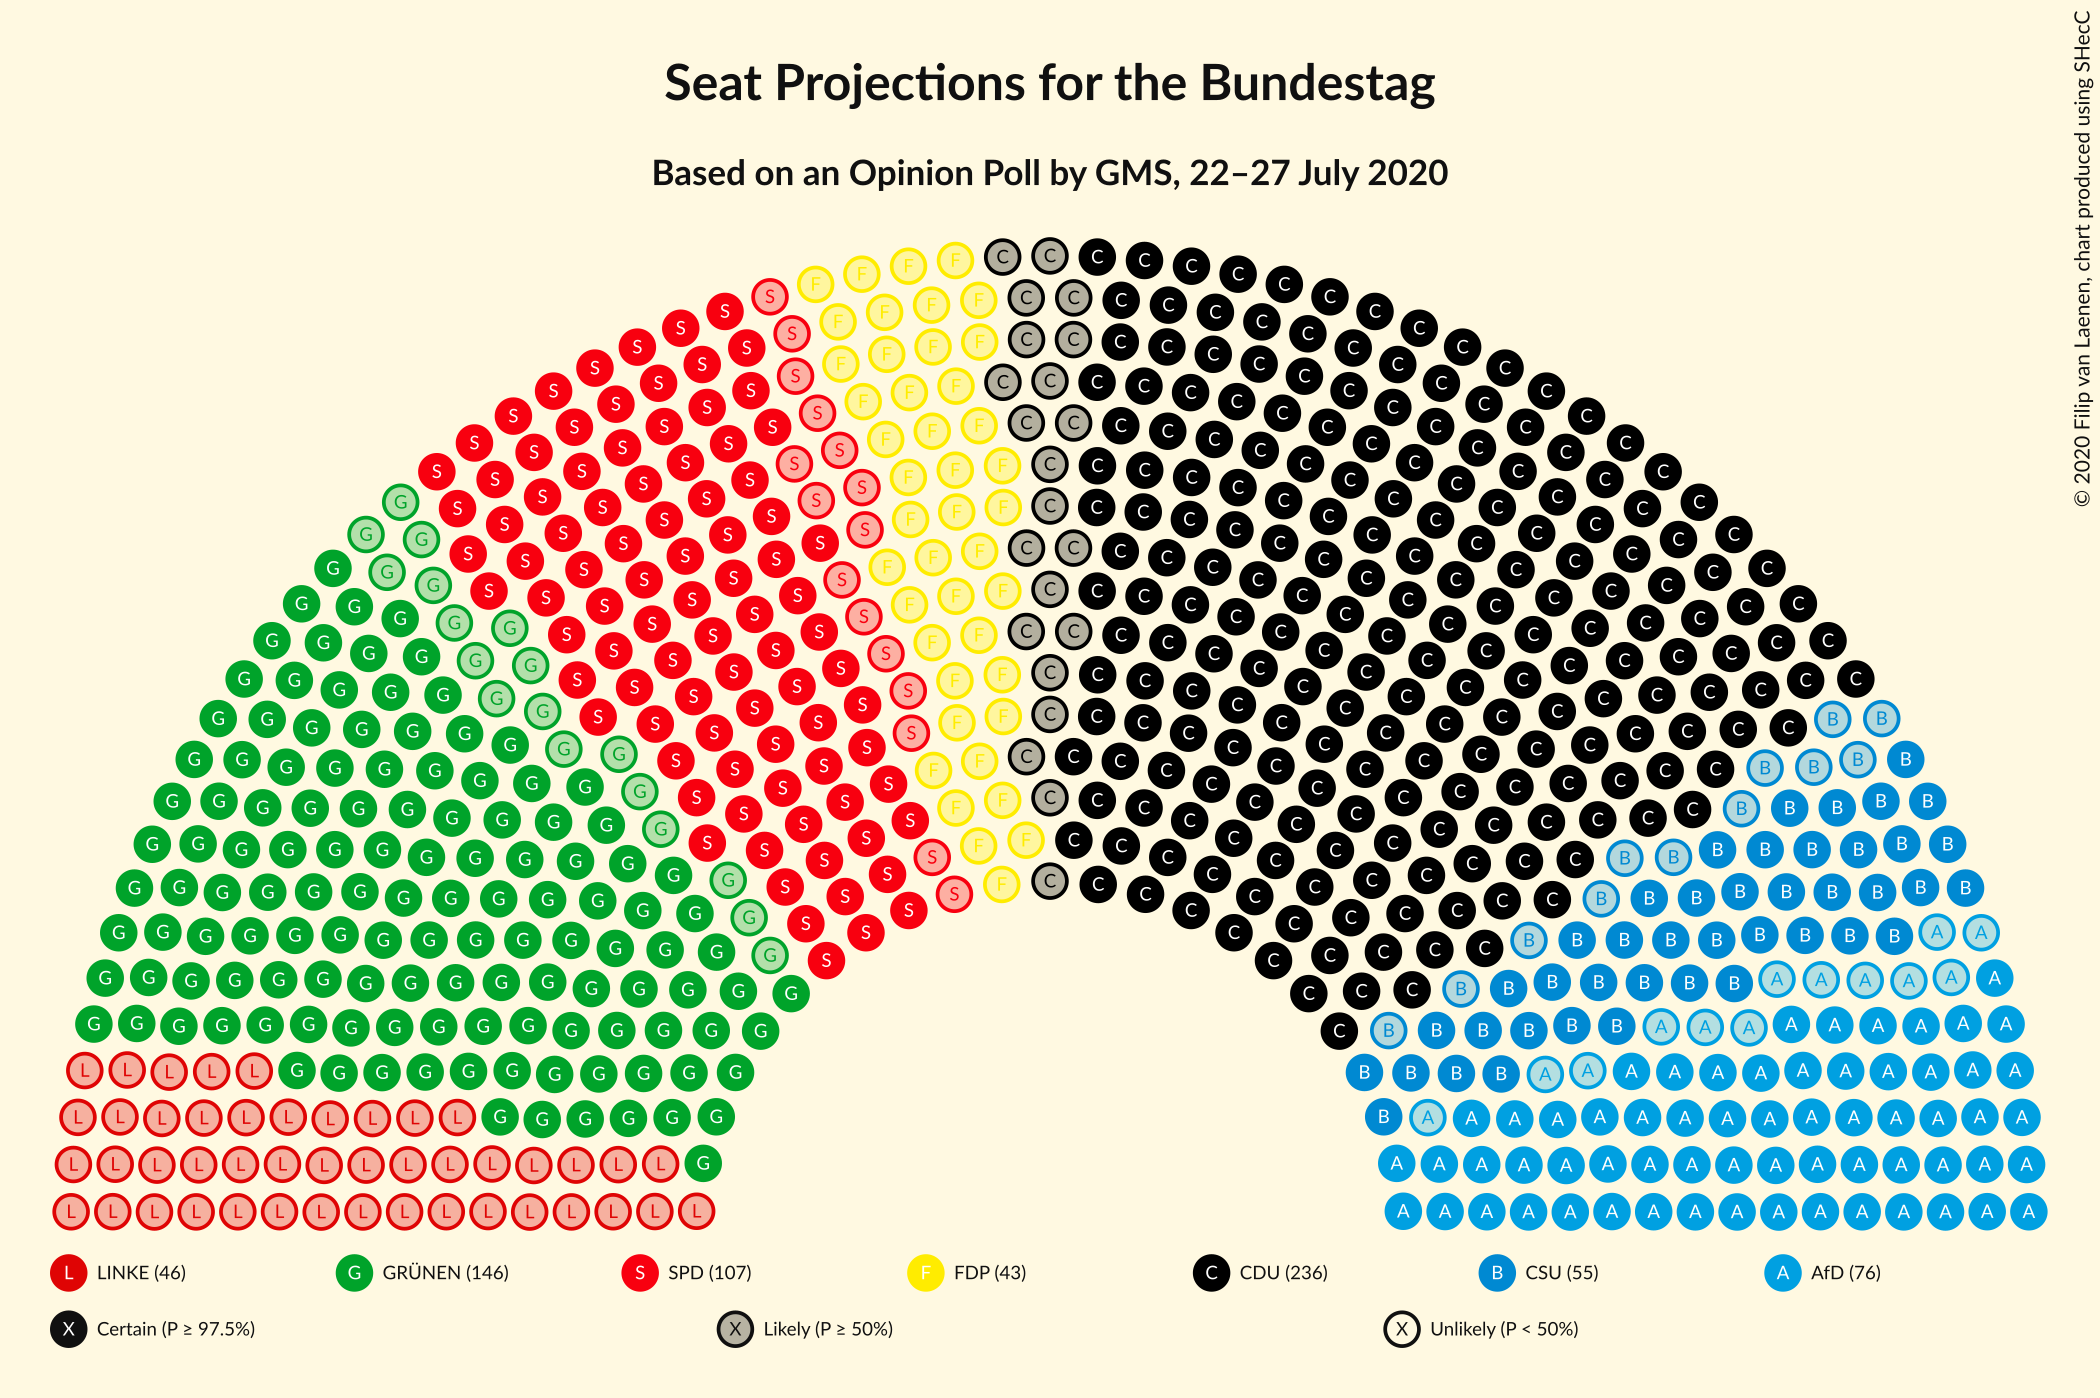 Seat Projections for the Bundestag
Based on an Opinion Poll by GMS, 22–27 July 2020
© 2020 Filip van Laenen, chart produced using SHecC
L LINKE (46) G GRÜNEN (146) S SPD (107) F FDP (43) C CDU (236) B CSU (55) A AfD (76)
X Certain (P ≥ 97.5%) X Likely (P ≥ 50%) X Unlikely (P < 50%)